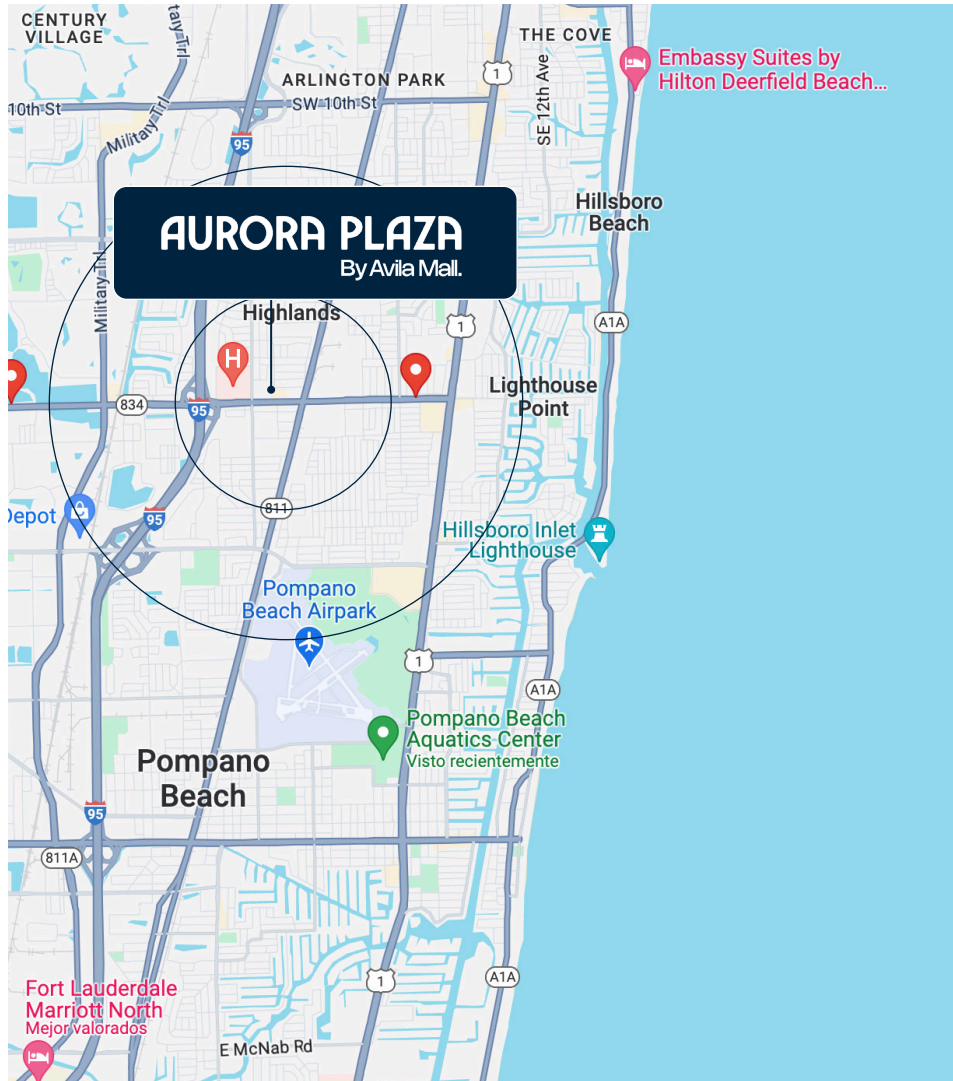 CENTURY
VILLAGE
tary Trl
THE COVE
1
Embassy Suites by
Hilton Deerfield Beach...
ARLINGTON PARK
SW 10th St
10th St
SE 12th Ave
Military Trl
95
AURORA PLAZA
By Avila Mall.
Hillsboro
Beach
Military Trl
Highlands
1
A1A
H
Lighthouse
Point
834
95
811
Depot
95
Hillsboro Inlet
Lighthouse
Pompano
Beach Airpark
1
A1A
Pompano Beach
Aquatics Center
Visto recientemente
Pompano
Beach
95
811A
1
A1A
Fort Lauderdale
Marriott North
Mejor valorados
E McNab Rd